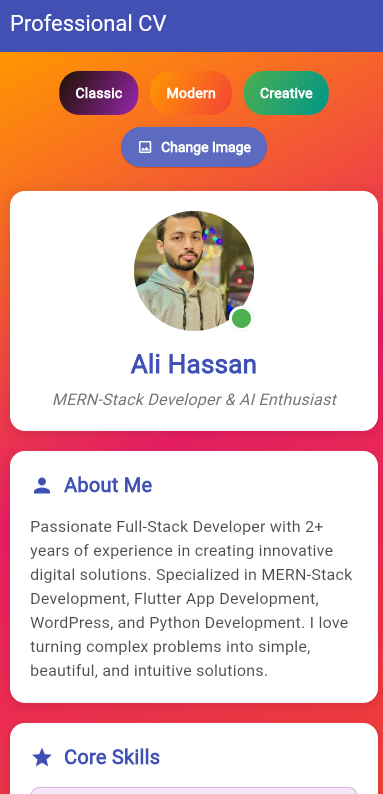 Professional CV
Classic Modern Creative
Change Image
Ali Hassan
MERN-Stack Developer & AI Enthusiast
About Me
Passionate Full-Stack Developer with 2+
years of experience in creating innovative
digital solutions. Specialized in MERN-Stack
Development, Flutter App Development,
WordPress, and Python Development. I love
turning complex problems into simple,
beautiful, and intuitive solutions.
Core Skills